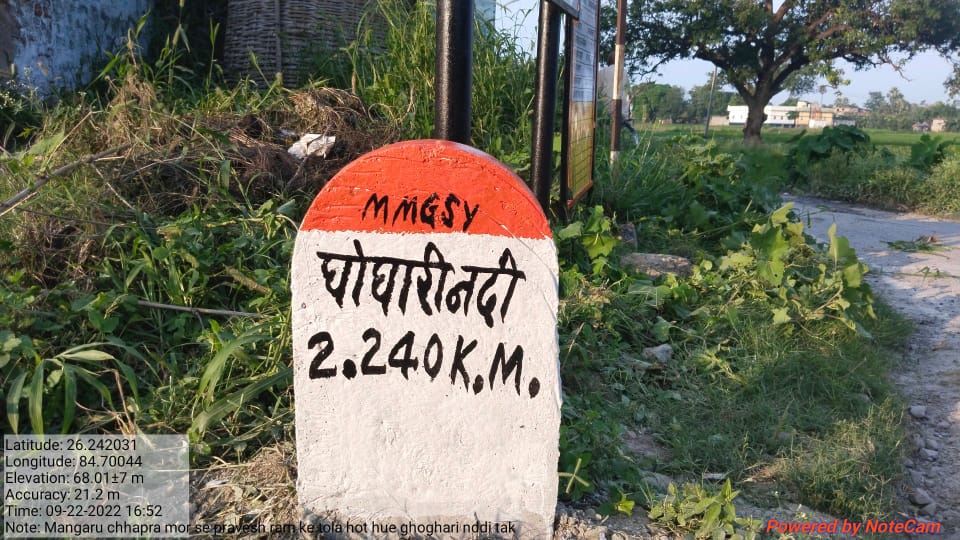 MMGSY
घोघारी नदी
2.240K.M.
Latitude: 26.242031
Longitude: 84.70044
Elevation: 68.01±7 m
Accuracy: 21.2 m
Time: 09-22-2022 16:52
Note: Mangaru chhapra mor se pravesh ram ke tola hot hue ghoghari nddi tak
Powered by NoteCam